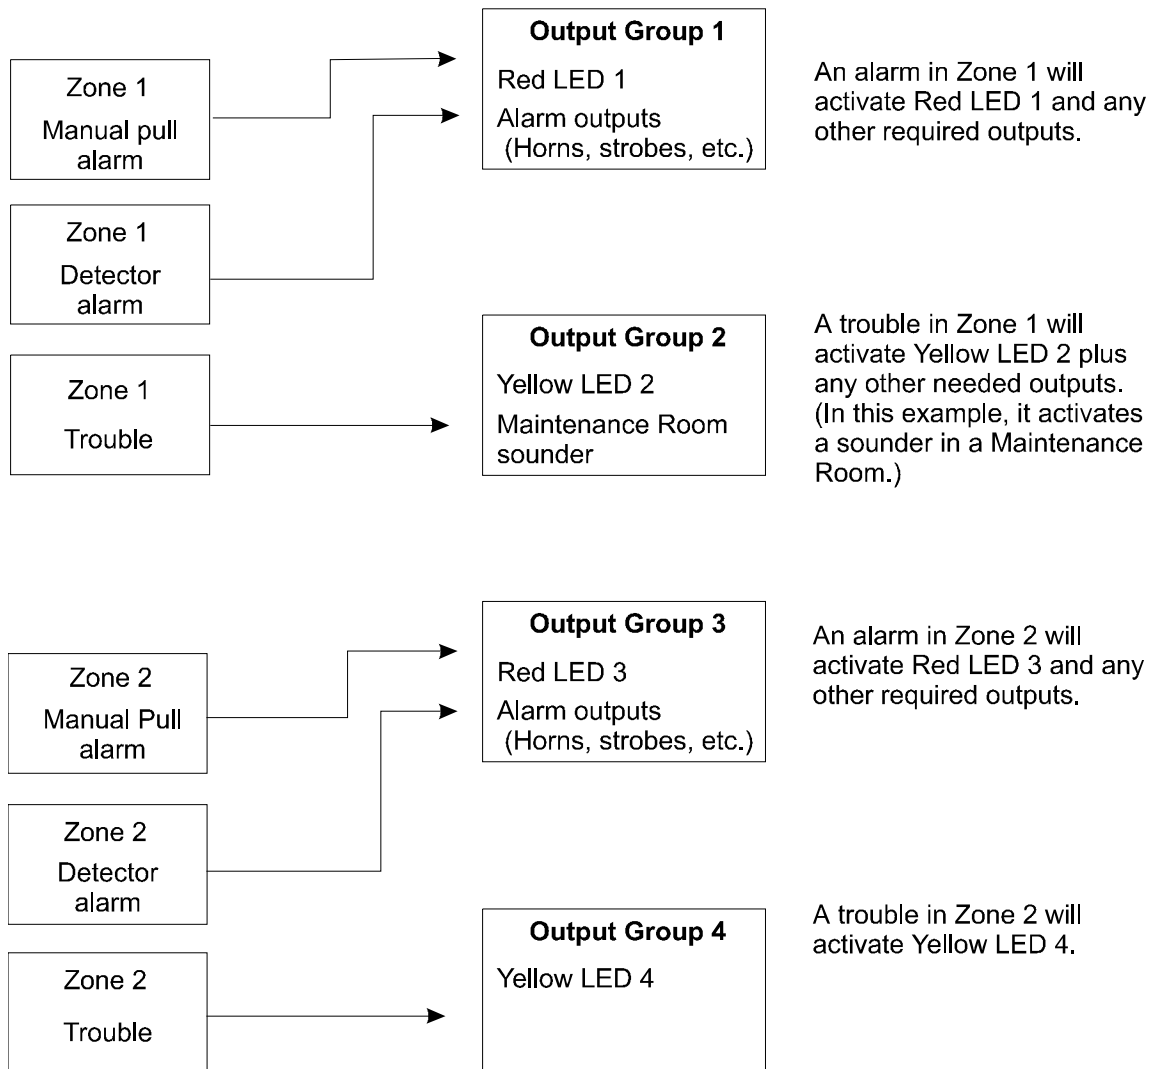 Zone 1
Manual pull
alarm
Zone 1
Detector
alarm
Zone 1
Trouble
Output Group 1
Red LED 1
Alarm outputs
(Horns, strobes, etc.)
An alarm in Zone 1 will
activate Red LED 1 and any
other required outputs.
Output Group 2
Yellow LED 2
Maintenance Room
sounder
A trouble in Zone 1 will
activate Yellow LED 2 plus
any other needed outputs.
(In this example, it activates
a sounder in a Maintenance
Room.)
Zone 2
Manual Pull
alarm
Zone 2
Detector
alarm
Zone 2
Trouble
Output Group 3
Red LED 3
Alarm outputs
(Horns, strobes, etc.)
An alarm in Zone 2 will
activate Red LED 3 and any
other required outputs.
Output Group 4
Yellow LED 4
A trouble in Zone 2 will
activate Yellow LED 4.